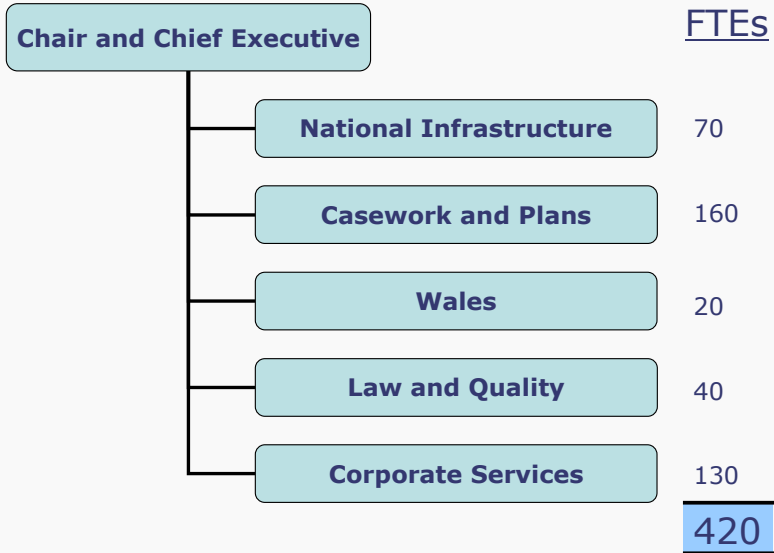 Chair and Chief Executive
FTEs
National Infrastructure
70
Casework and Plans
160
Wales
20
Law and Quality
40
Corporate Services
130
420